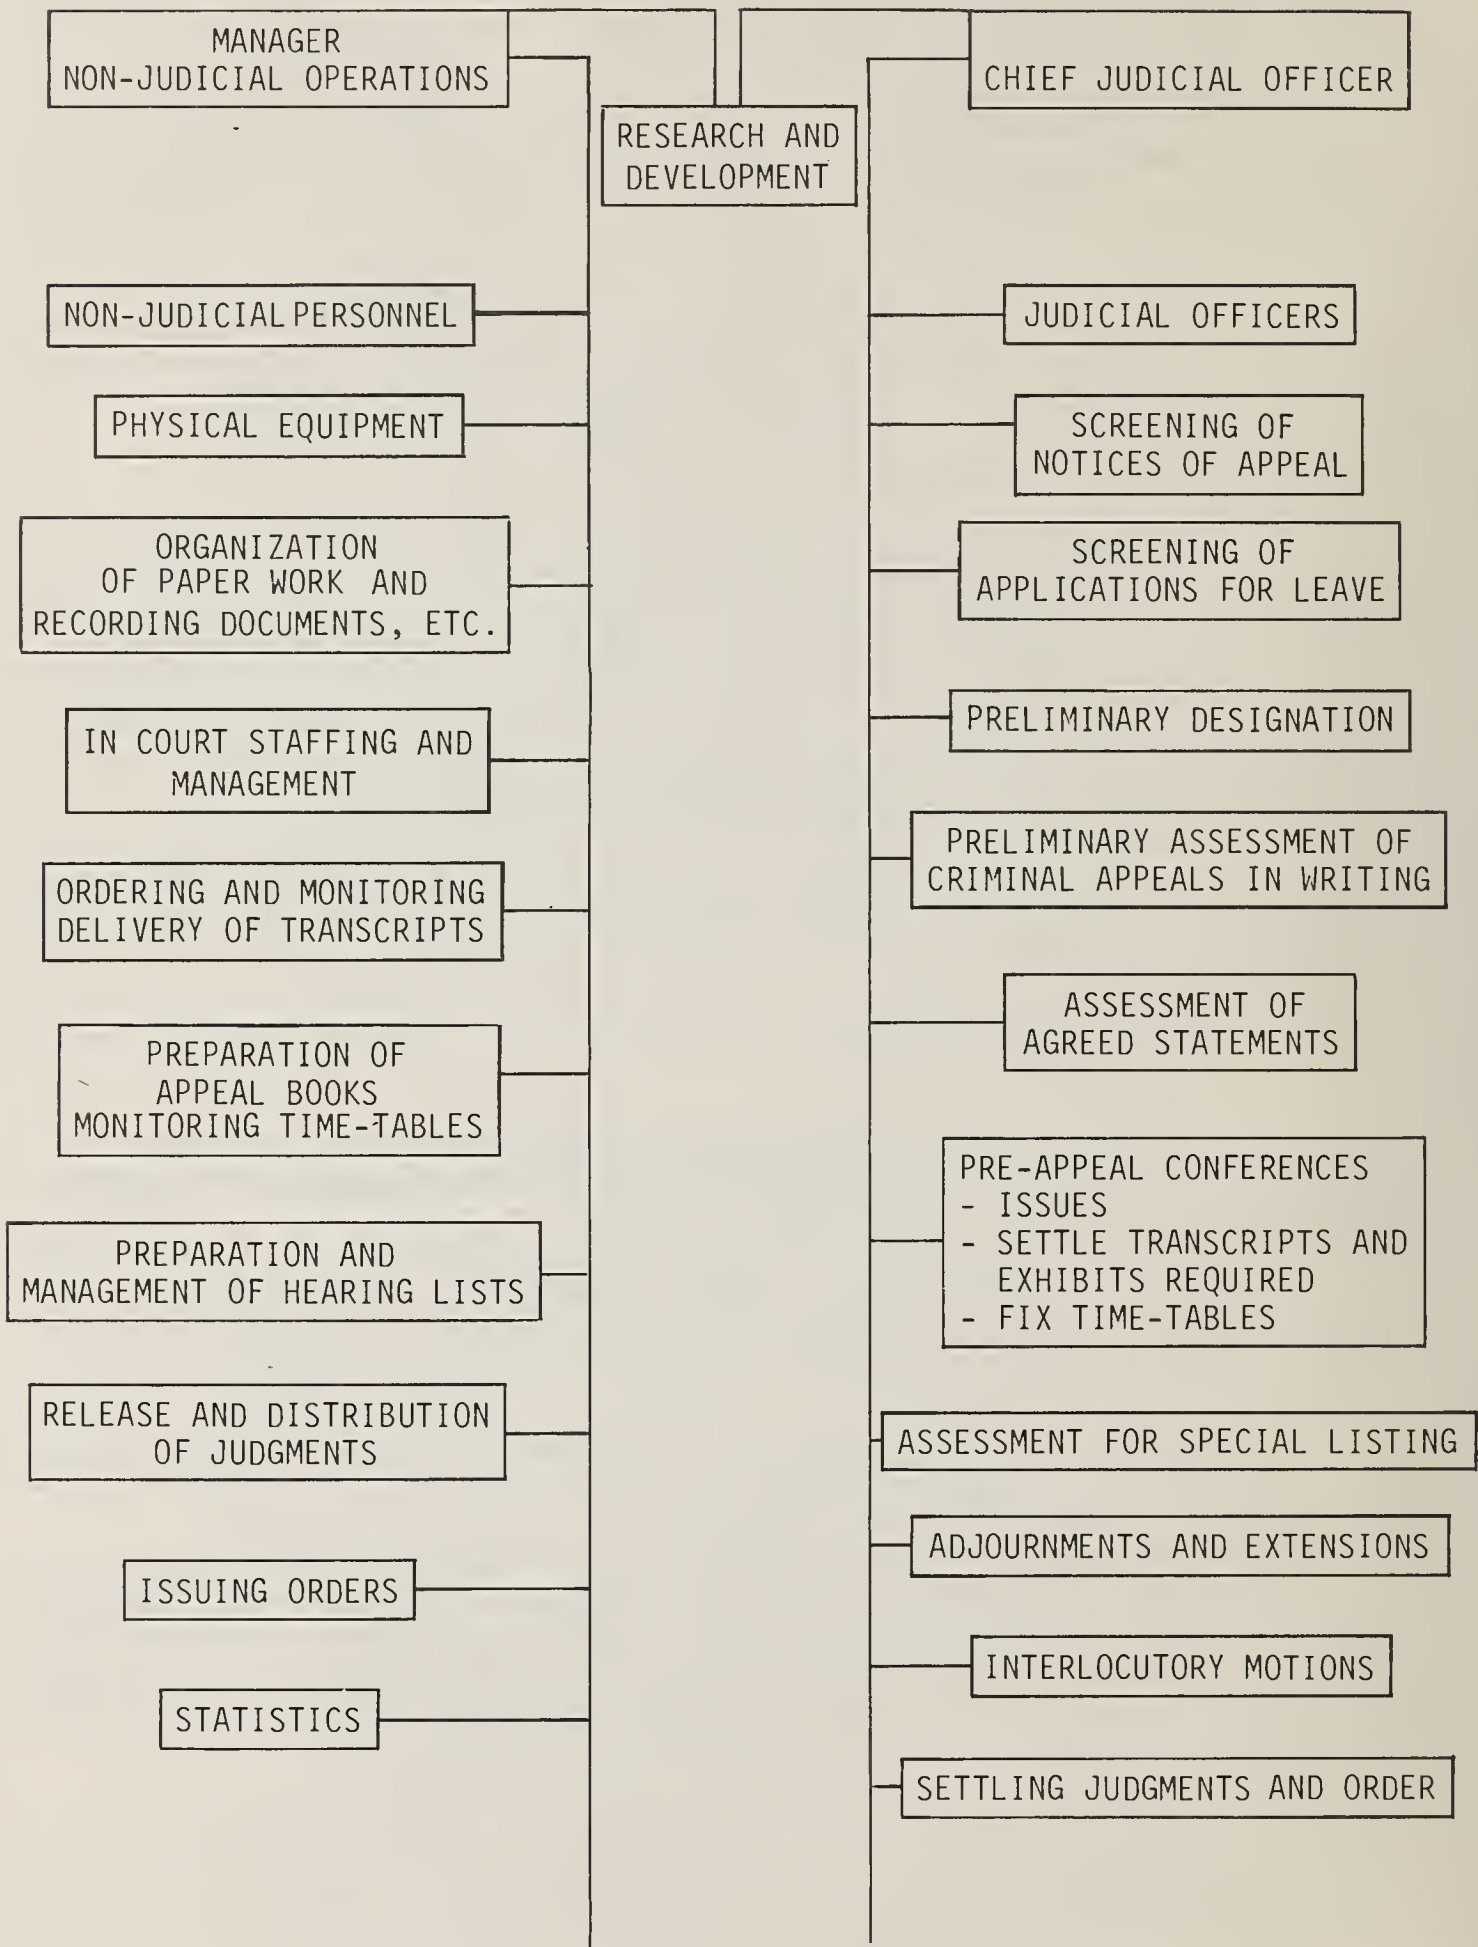 MANAGER
NON-JUDICIAL OPERATIONS
CHIEF JUDICIAL OFFICER
RESEARCH AND
DEVELOPMENT
NON-JUDICIAL PERSONNEL
PHYSICAL EQUIPMENT
ORGANIZATION
OF PAPER WORK AND
RECORDING DOCUMENTS, ETC.
IN COURT STAFFING AND
MANAGEMENT
ORDERING AND MONITORING
DELIVERY OF TRANSCRIPTS
PREPARATION OF
APPEAL BOOKS
MONITORING TIME-TABLES
PREPARATION AND
MANAGEMENT OF HEARING LISTS
RELEASE AND DISTRIBUTION
OF JUDGMENTS
ISSUING ORDERS
STATISTICS
JUDICIAL OFFICERS
SCREENING OF
NOTICES OF APPEAL
SCREENING OF
APPLICATIONS FOR LEAVE
PRELIMINARY DESIGNATION
PRELIMINARY ASSESSMENT OF
CRIMINAL APPEALS IN WRITING
ASSESSMENT OF
AGREED STATEMENTS
PRE-APPEAL CONFERENCES
- ISSUES
- SETTLE TRANSCRIPTS AND
EXHIBITS REQUIRED
- FIX TIME-TABLES
ASSESSMENT FOR SPECIAL LISTING
ADJOURNMENTS AND EXTENSIONS
INTERLOCUTORY MOTIONS
SETTLING JUDGMENTS AND ORDER